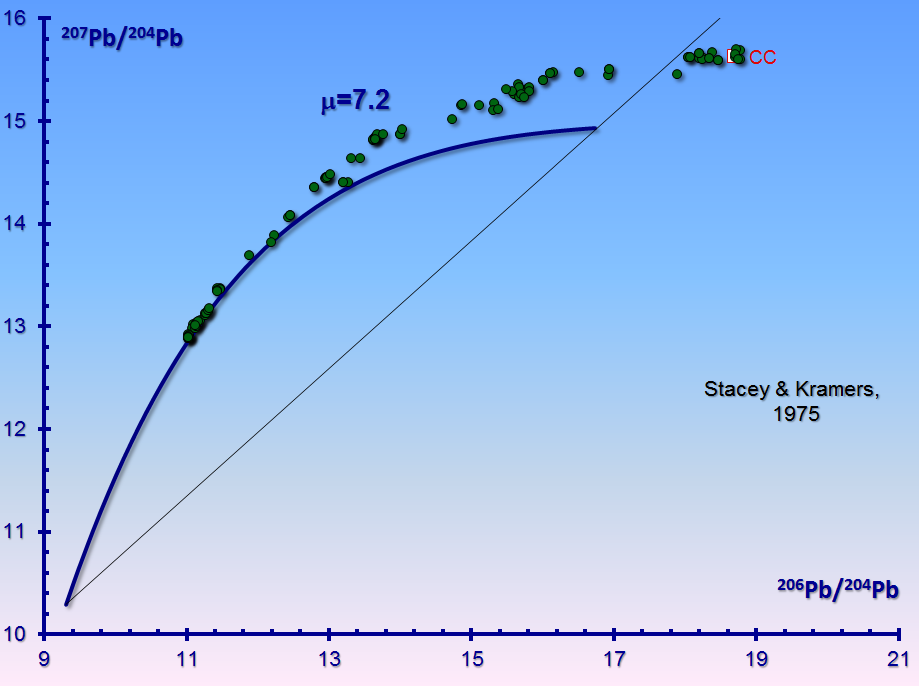 16
²⁰⁷Pb/²⁰⁴Pb
CC
μ=7.2
15
14
13
Stacey & Kramers,
1975
12
11
²⁰⁶Pb/²⁰⁴Pb
10
9 11 13 15 17 19 21